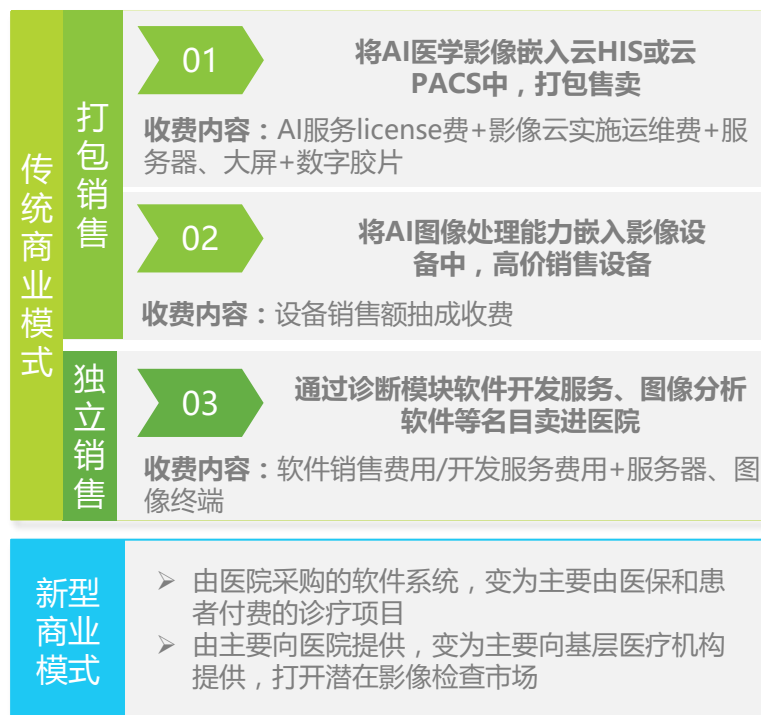 传统商业模式
打包销售
01
将AI医学影像嵌入云HIS或云
PACS中，打包售卖
收费内容：AI服务license费+影像云实施运维费+服
务器、大屏+数字胶片
02
将AI图像处理能力嵌入影像设
备中，高价销售设备
收费内容：设备销售额抽成收费
独立销售
03
通过诊断模块软件开发服务、图像分析
软件等名目卖进医院
收费内容：软件销售费用/开发服务费用+服务器、图
像终端
新型
商业
模式
➢ 由医院采购的软件系统，变为主要由医保和患
者付费的诊疗项目
➢ 由主要向医院提供，变为主要向基层医疗机构
提供，打开潜在影像检查市场